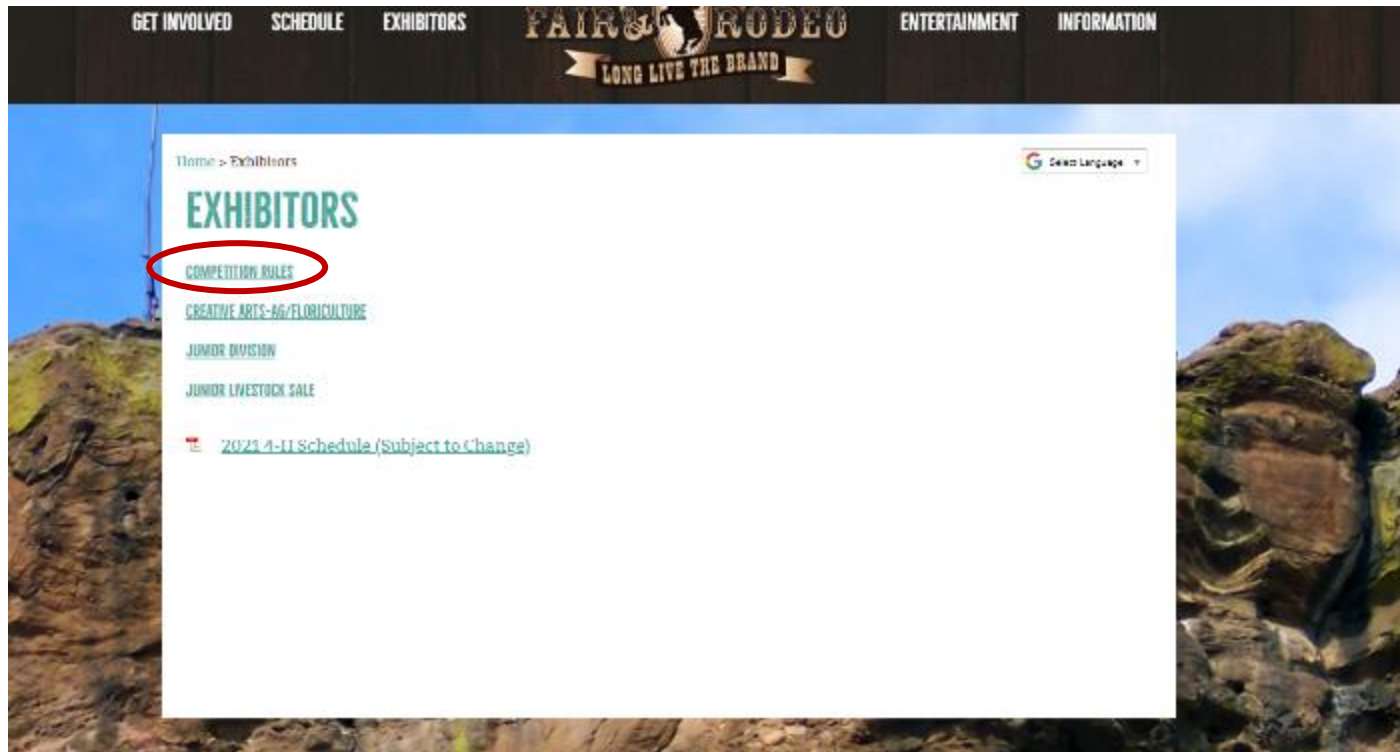 GET INVOLVED SCHEDULE EXHIBITORS FAIR & RODEO ENTERTAINMENT INFORMATION
LONG LIVE THE BRAND
Home > Exhibitors Select Language
EXHIBITORS
COMPETITION RULES
CREATIVE ARTS-AG/FLORICULTURE
JUNIOR DIVISION
JUNIOR LIVESTOCK SALE
2021 4-H Schedule (Subject to Change)